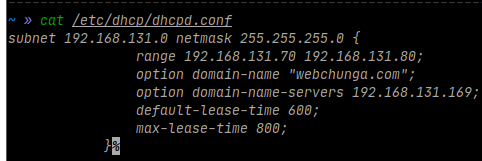 ~ » cat /etc/dhcp/dhcpd.conf
subnet 192.168.131.0 netmask 255.255.255.0 {
range 192.168.131.70 192.168.131.80;
option domain-name "webchunga.com";
option domain-name-servers 192.168.131.169;
default-lease-time 600;
max-lease-time 800;
}%